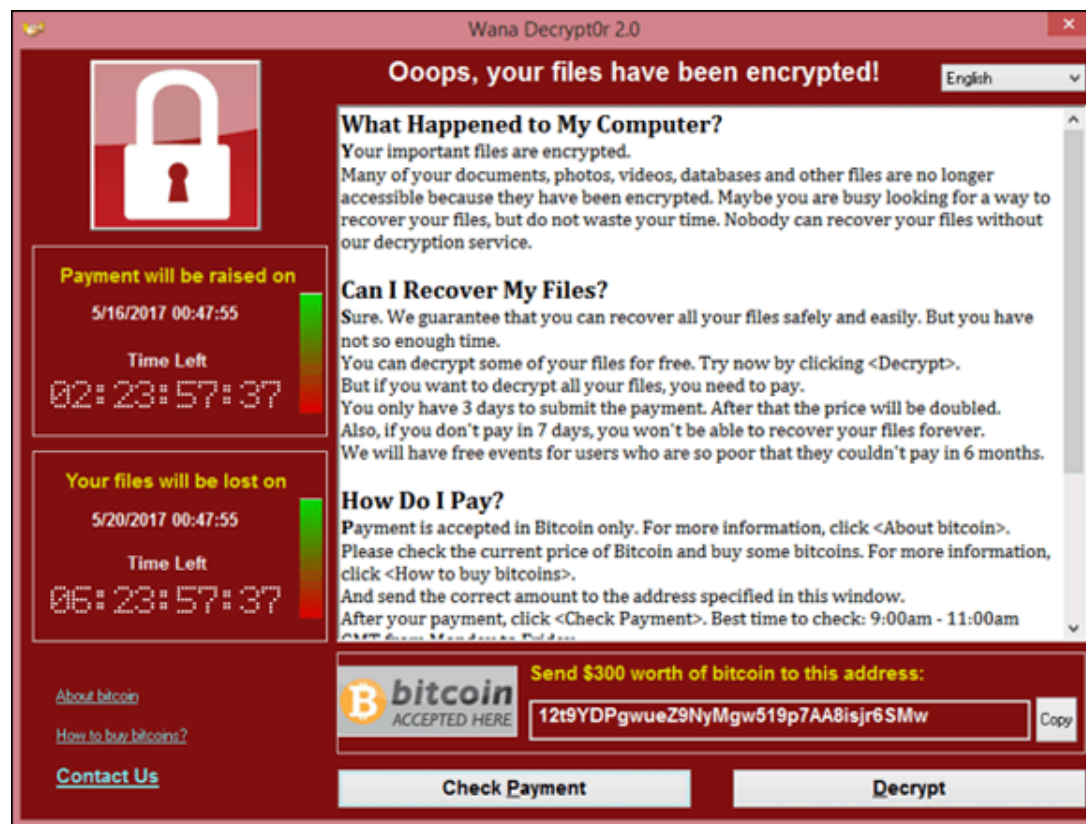 Wana Decrypt0r 2.0
Ooops, your files have been encrypted!
English
What Happened to My Computer?
Your important files are encrypted.
Many of your documents, photos, videos, databases and other files are no longer
accessible because they have been encrypted. Maybe you are busy looking for a way to
recover your files, but do not waste your time. Nobody can recover your files without
our decryption service.
Can I Recover My Files?
Sure. We guarantee that you can recover all your files safely and easily. But you have
not so enough time.
You can decrypt some of your files for free. Try now by clicking <Decrypt>.
But if you want to decrypt all your files, you need to pay.
You only have 3 days to submit the payment. After that the price will be doubled.
Also, if you don't pay in 7 days, you won't be able to recover your files forever.
We will have free events for users who are so poor that they couldn't pay in 6 months.
How Do I Pay?
Payment is accepted in Bitcoin only. For more information, click <About bitcoin>.
Please check the current price of Bitcoin and buy some bitcoins. For more information,
click <How to buy bitcoins>.
And send the correct amount to the address specified in this window.
After your payment, click <Check Payment>. Best time to check: 9:00am - 11:00am
GMT from Monday to Friday
Payment will be raised on
5/16/2017 00:47:55
Time Left
02:23:57:37
Your files will be lost on
5/20/2017 00:47:55
Time Left
06:23:57:37
About bitcoin
How to buy bitcoins?
Contact Us
bitcoin
ACCEPTED HERE
Send $300 worth of bitcoin to this address:
12t9YDPgwueZ9NyMgw519p7AA8isjr6SMw
Copy
Check Payment
Decrypt